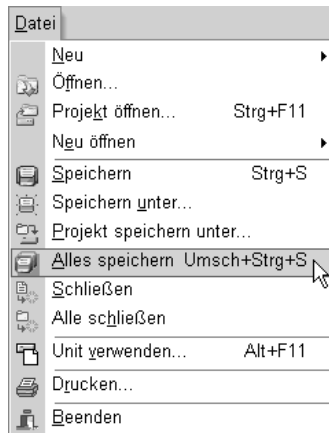 Datei
Neu
Öffnen...
Projekt öffnen... Strg+F11
Neu öffnen
Speichern Strg+S
Speichern unter...
Projekt speichern unter...
Alles speichern Umsch+Strg+S
Schließen
Alle schließen
Unit verwenden... Alt+F11
Drucken...
Beenden